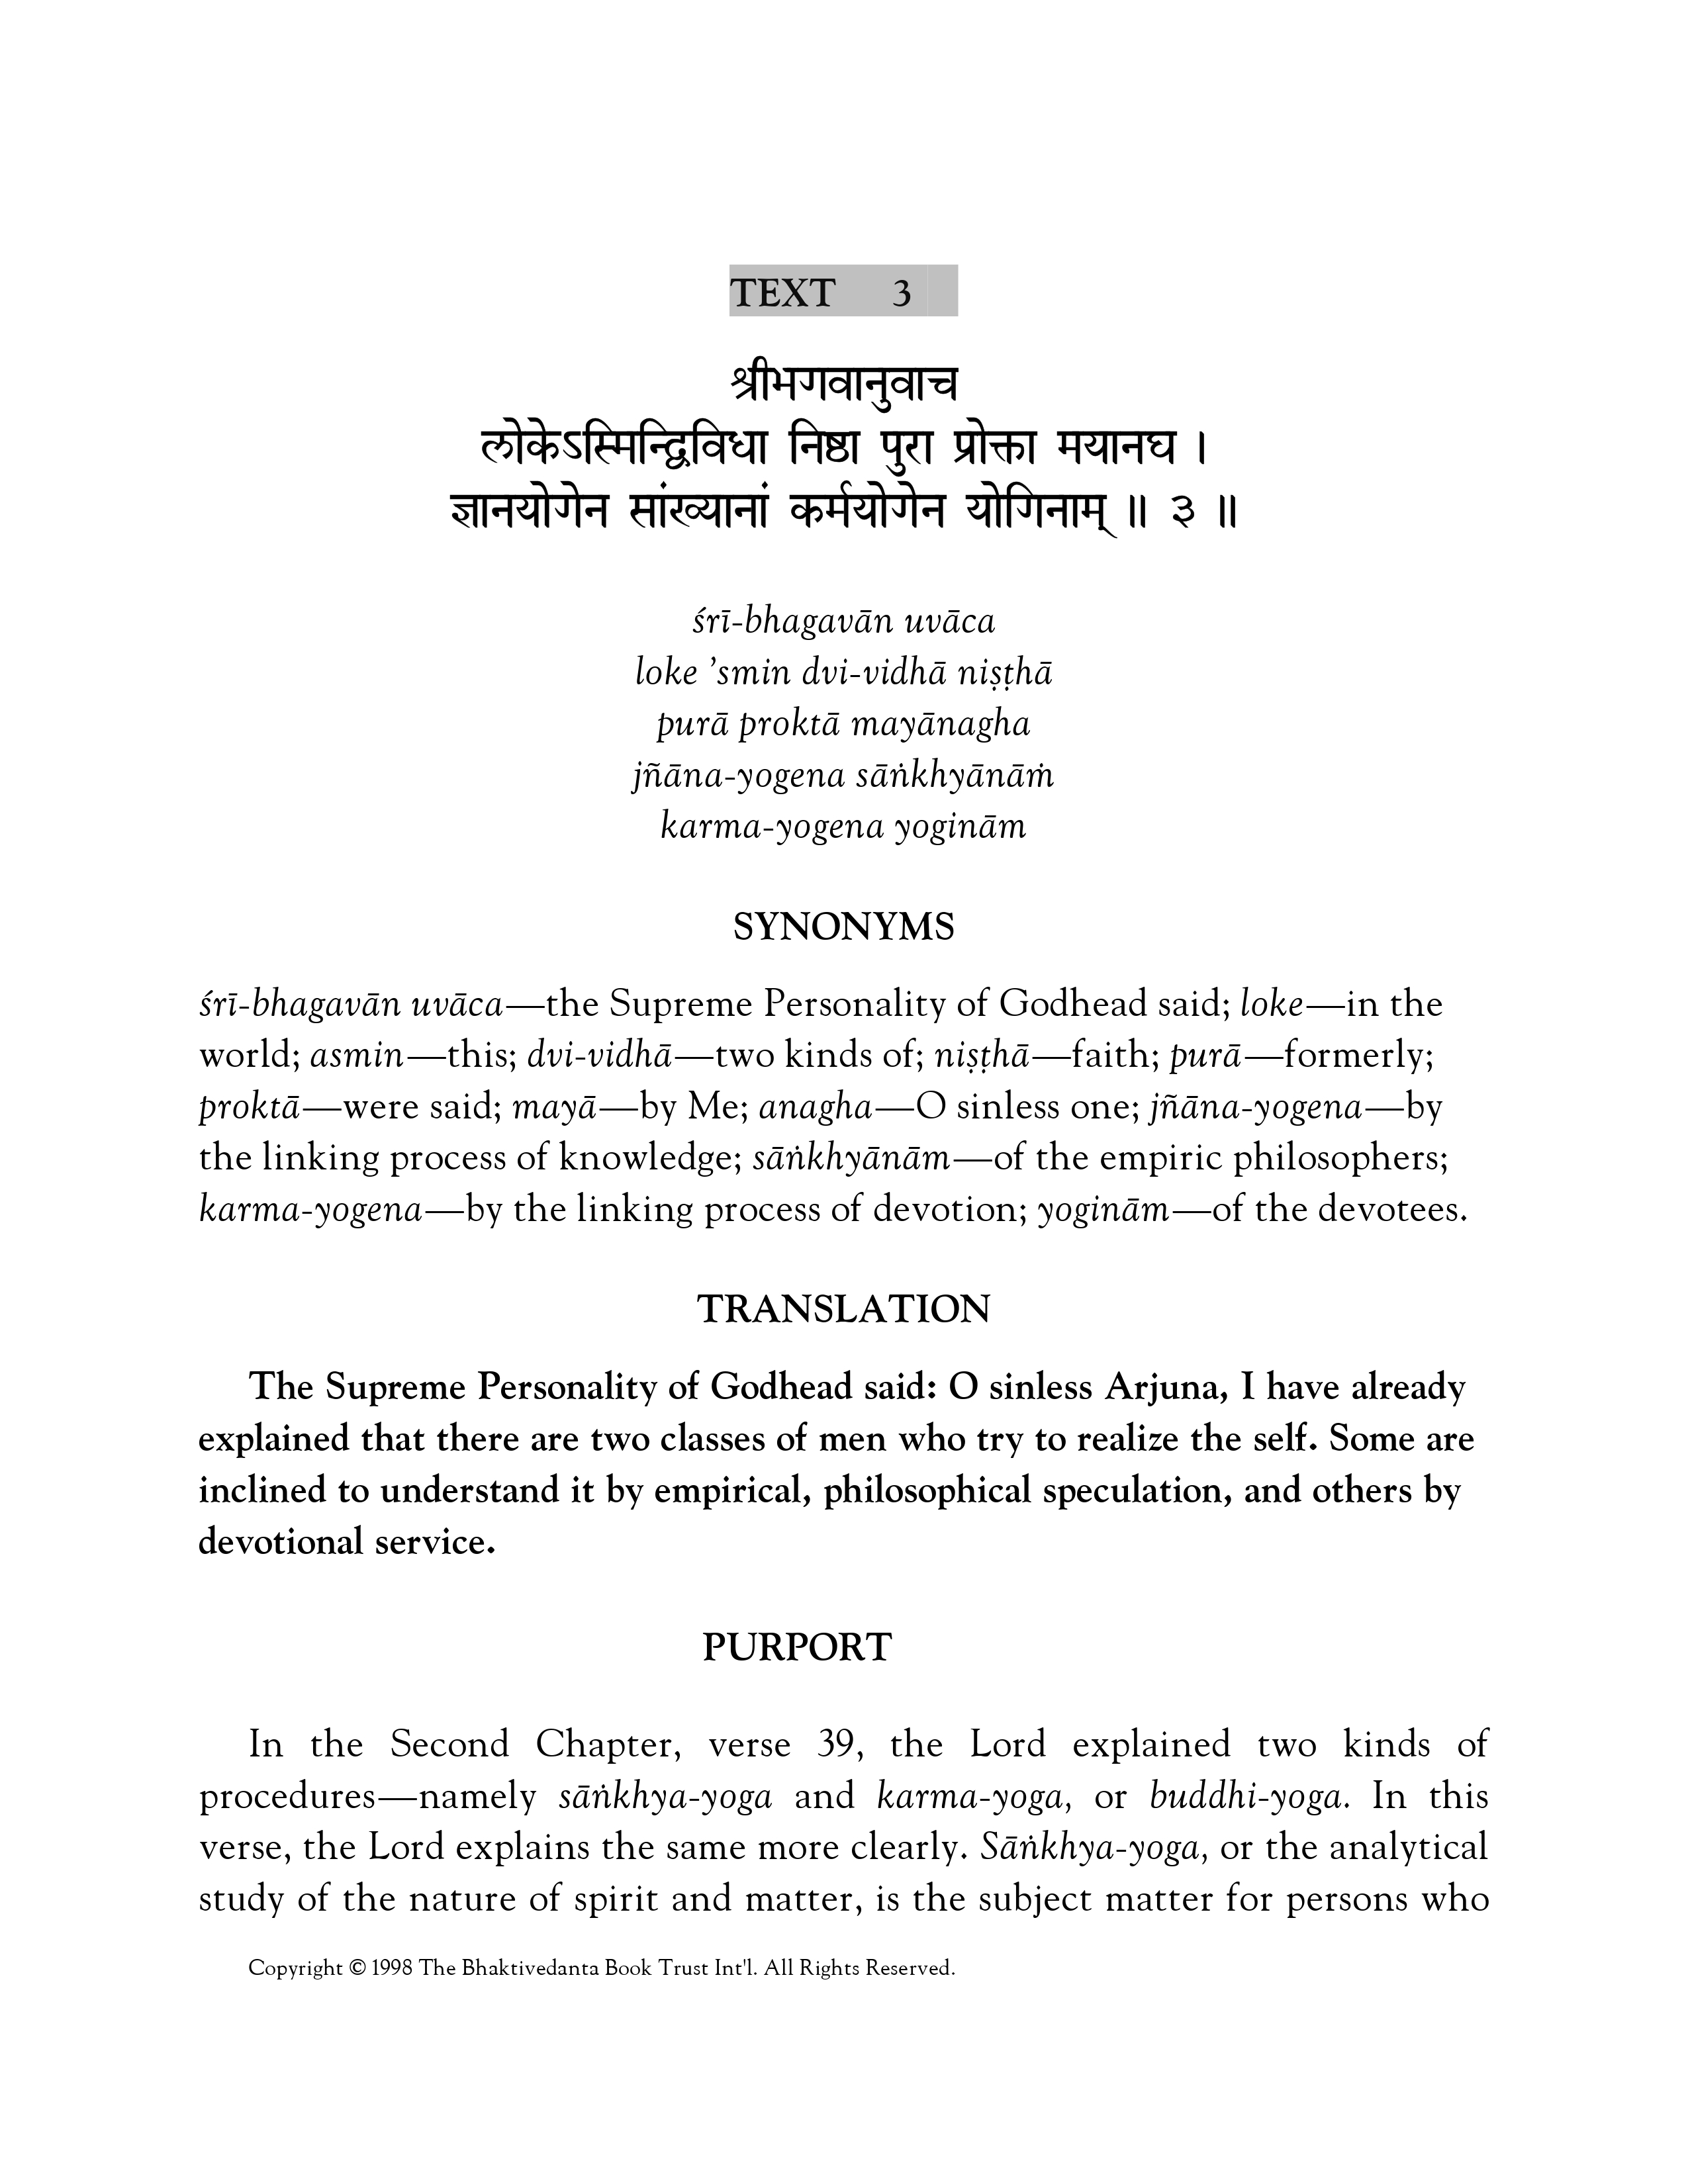 TEXT 3
श्रीभगवानुवाच
लोकेऽस्मिन्द्विविधा निष्ठा पुरा प्रोक्ता मयानघ ।
ज्ञानयोगेन सांख्यानां कर्मयोगेन योगिनाम् ॥ ३ ॥
śrī-bhagavān uvāca
loke ’smin dvi-vidhā niṣṭhā
purā proktā mayānagha
jñāna-yogena sāṅkhyānāṁ
karma-yogena yoginām
SYNONYMS
śrī-bhagavān uvāca—the Supreme Personality of Godhead said; loke—in the
world; asmin—this; dvi-vidhā—two kinds of; niṣṭhā—faith; purā—formerly;
proktā—were said; mayā—by Me; anagha—O sinless one; jñāna-yogena—by
the linking process of knowledge; sāṅkhyānām—of the empiric philosophers;
karma-yogena—by the linking process of devotion; yoginām—of the devotees.
TRANSLATION
The Supreme Personality of Godhead said: O sinless Arjuna, I have already
explained that there are two classes of men who try to realize the self. Some are
inclined to understand it by empirical, philosophical speculation, and others by
devotional service.
PURPORT
In the Second Chapter, verse 39, the Lord explained two kinds of
procedures—namely sāṅkhya-yoga and karma-yoga, or buddhi-yoga. In this
verse, the Lord explains the same more clearly. Sāṅkhya-yoga, or the analytical
study of the nature of spirit and matter, is the subject matter for persons who
Copyright © 1998 The Bhaktivedanta Book Trust Int'l. All Rights Reserved.